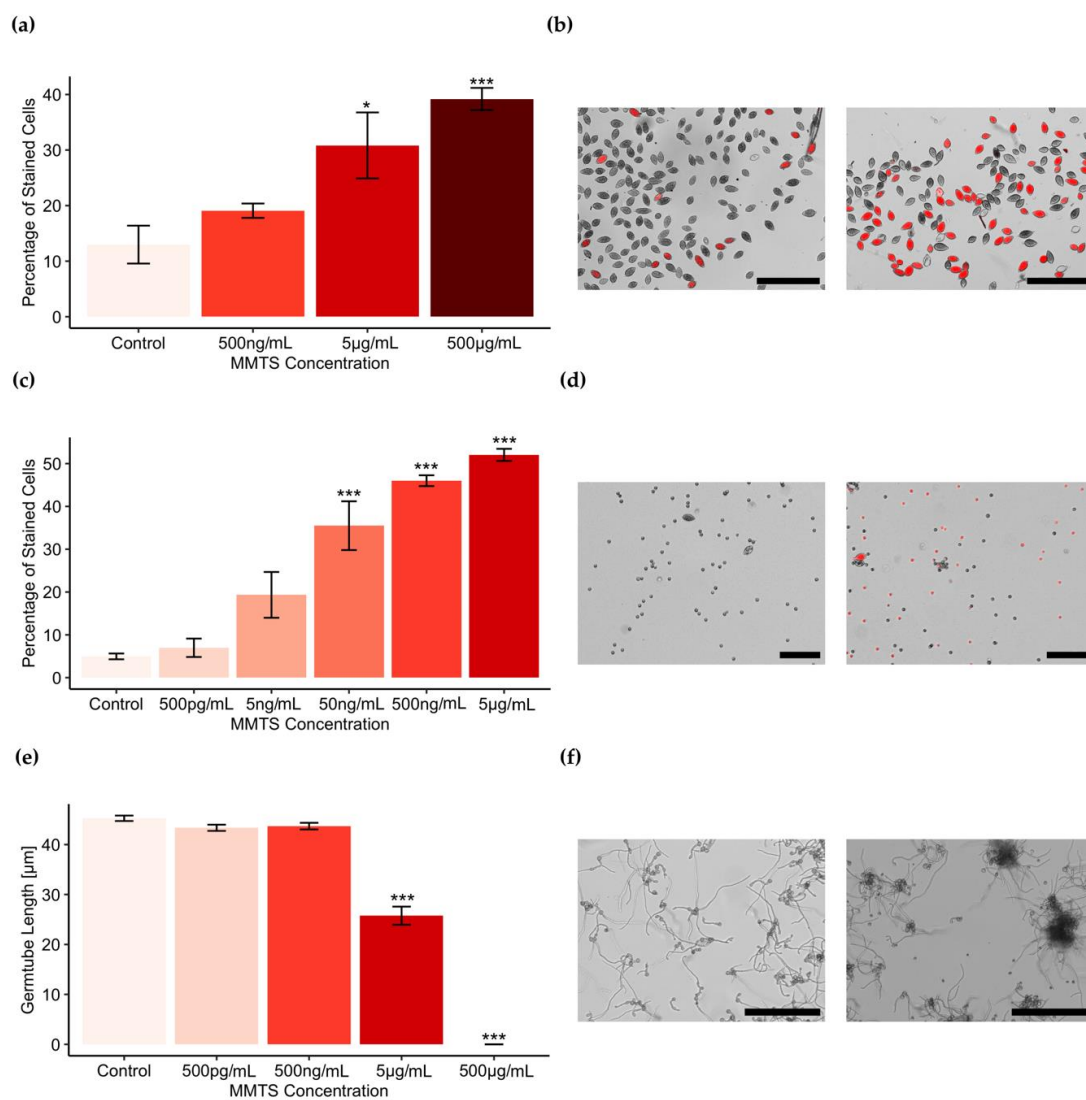 (a)
(b)
Percentage of Stained Cells
40
30
20
10
0
*
***
Control 500ng/mL 5µg/mL 500µg/mL
MMTS Concentration
(c)
(d)
Percentage of Stained Cells
50
40
30
20
10
0
***
***
***
Control 500pg/mL 5ng/mL 50ng/mL 500ng/mL 5µg/mL
MMTS Concentration
(e)
(f)
Germtube Length [µm]
40
30
20
10
0
***
***
Control 500pg/mL 500ng/mL 5µg/mL 500µg/mL
MMTS Concentration